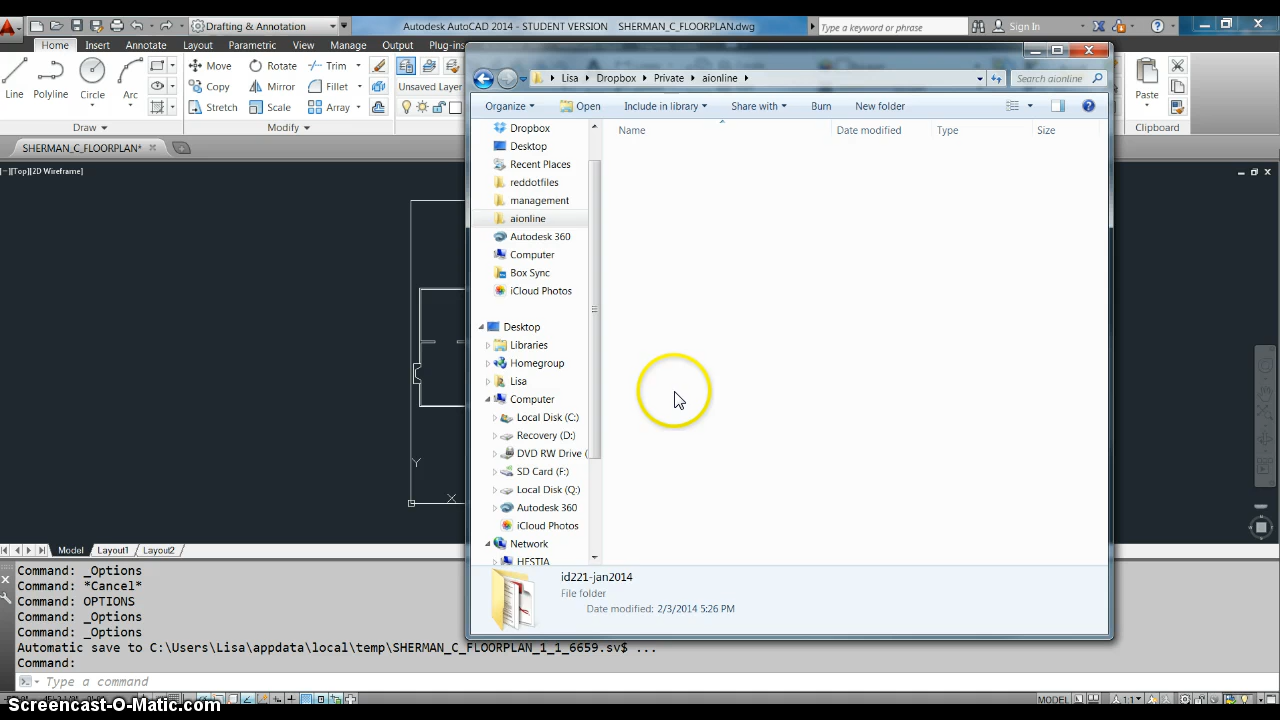 Drafting & Annotation
Autodesk AutoCAD 2014 - STUDENT VERSION SHERMAN_C_FLOORPLAN.dwg
Type a keyword or phrase
Sign In
Home Insert Annotate Layout Parametric View Manage Output Plug-ins
Line Polyline Circle Arc
Move Rotate Trim
Copy Mirror Fillet
Stretch Scale Array
Unsaved Layer
Draw Modify
Paste
Clipboard
SHERMAN_C_FLOORPLAN*
[Top][2D Wireframe]
Lisa Dropbox Private aionline
Search aionline
Organize Open Include in library Share with Burn New folder
Name Date modified Type Size
Dropbox
Desktop
Recent Places
reddotfiles
management
aionline
Autodesk 360
Computer
Box Sync
iCloud Photos
Desktop
Libraries
Homegroup
Lisa
Computer
Local Disk (C:)
Recovery (D:)
DVD RW Drive (
SD Card (F:)
Local Disk (Q:)
Autodesk 360
iCloud Photos
Network
HESTIA
id221-jan2014
File folder
Date modified: 2/3/2014 5:26 PM
Y
X
Model Layout1 Layout2
Command: _Options
Command: *Cancel*
Command: OPTIONS
Command: _Options
Command: _Options
Automatic save to C:\Users\Lisa\appdata\local\temp\SHERMAN_C_FLOORPLAN_1_1_6659.sv$ ...
Command:
Type a command
MODEL
1:1
Screencast-O-Matic.com